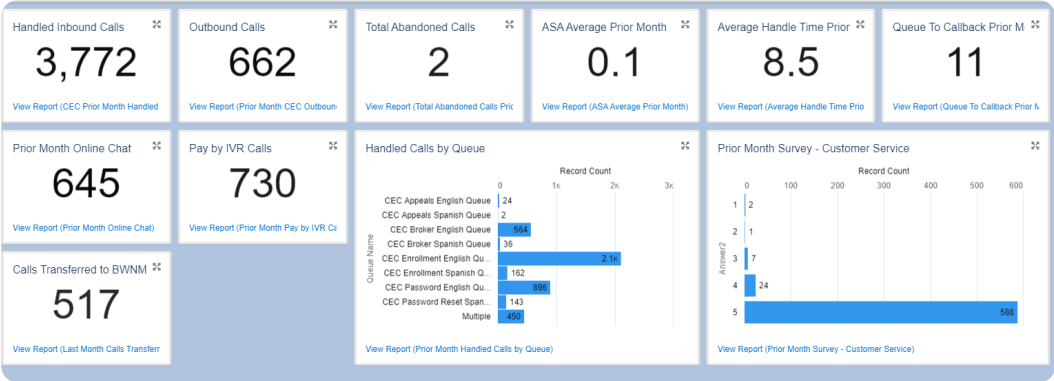 Handled Inbound Calls
3,772
View Report (CEC Prior Month Handled
Outbound Calls
662
View Report (Prior Month CEC Outboun
Total Abandoned Calls
2
View Report (Total Abandoned Calls Pric
ASA Average Prior Month
0.1
View Report (ASA Average Prior Month)
Average Handle Time Prior
8.5
View Report (Average Handle Time Prio
Queue To Callback Prior M
11
View Report (Queue To Callback Prior M
Prior Month Online Chat
645
View Report (Prior Month Online Chat)
Pay by IVR Calls
730
View Report (Prior Month Pay by IVR Ca
Handled Calls by Queue
Record Count
0 1K 2K 3K
Queue Name
CEC Appeals English Queue 24
CEC Appeals Spanish Queue 2
CEC Broker English Queue 564
CEC Broker Spanish Queue 36
CEC Enrollment English Qu... 2.1K
CEC Enrollment Spanish Q... 162
CEC Password English Qu... 896
CEC Password Reset Span... 143
Multiple 450
View Report (Prior Month Handled Calls by Queue)
Prior Month Survey - Customer Service
Record Count
0 100 200 300 400 500 600
Answer2
1 2
2 1
3 7
4 24
5 588
View Report (Prior Month Survey - Customer Service)
Calls Transferred to BWNM
517
View Report (Last Month Calls Transferr